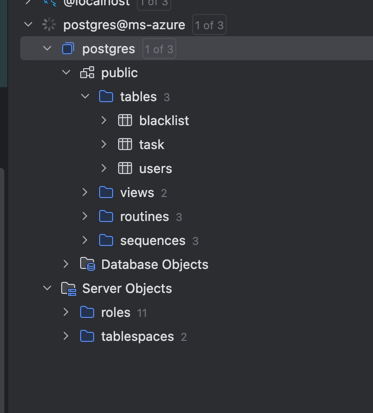 @localhost 1 of 3
postgres@ms-azure 1 of 3
postgres 1 of 3
public
tables 3
blacklist
task
users
views 2
routines 3
sequences 3
Database Objects
Server Objects
roles 11
tablespaces 2